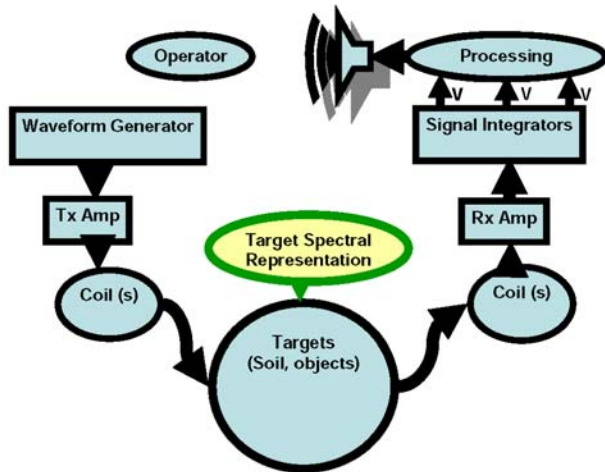 Operator
Processing
V V V
Waveform Generator
Signal Integrators
Tx Amp
Rx Amp
Target Spectral
Representation
Coil (s)
Coil (s)
Targets
(Soil, objects)